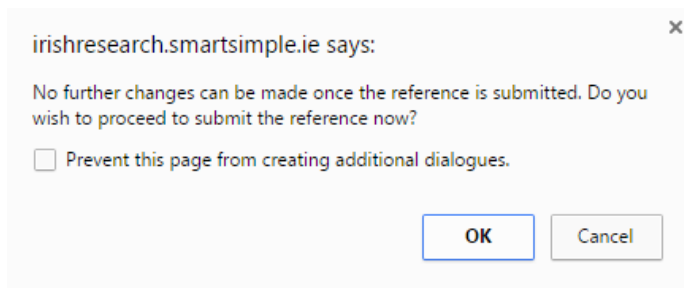 irishresearch.smartsimple.ie says:
No further changes can be made once the reference is submitted. Do you
wish to proceed to submit the reference now?
Prevent this page from creating additional dialogues.
OK Cancel